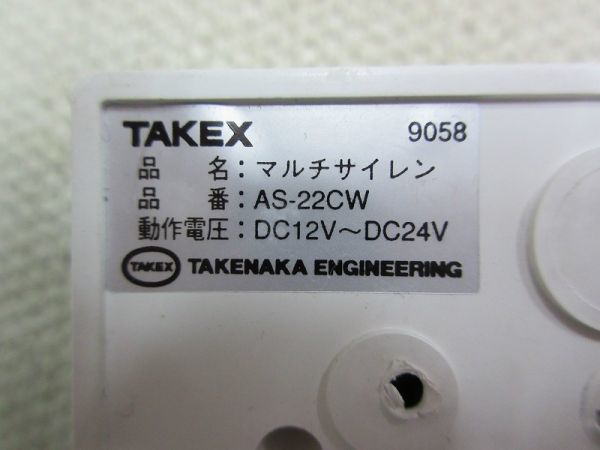 TAKEX 9058
品 名:マルチサイレン
品 番:AS-22CW
動作電圧:DC12V～DC24V
TAKEX TAKENAKA ENGINEERING